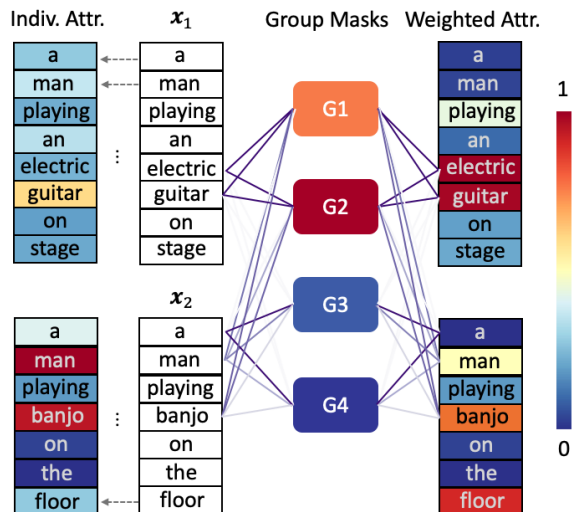 Indiv. Attr. x₁ Group Masks Weighted Attr.
a a a
man man man
playing playing playing
an an an
electric electric electric
guitar guitar guitar
on on on
stage stage stage
⋮
G1
G2
G3
G4
1
0
x₂
a a a
man man man
playing playing playing
banjo banjo banjo
on on on
the the the
floor floor floor
⋮